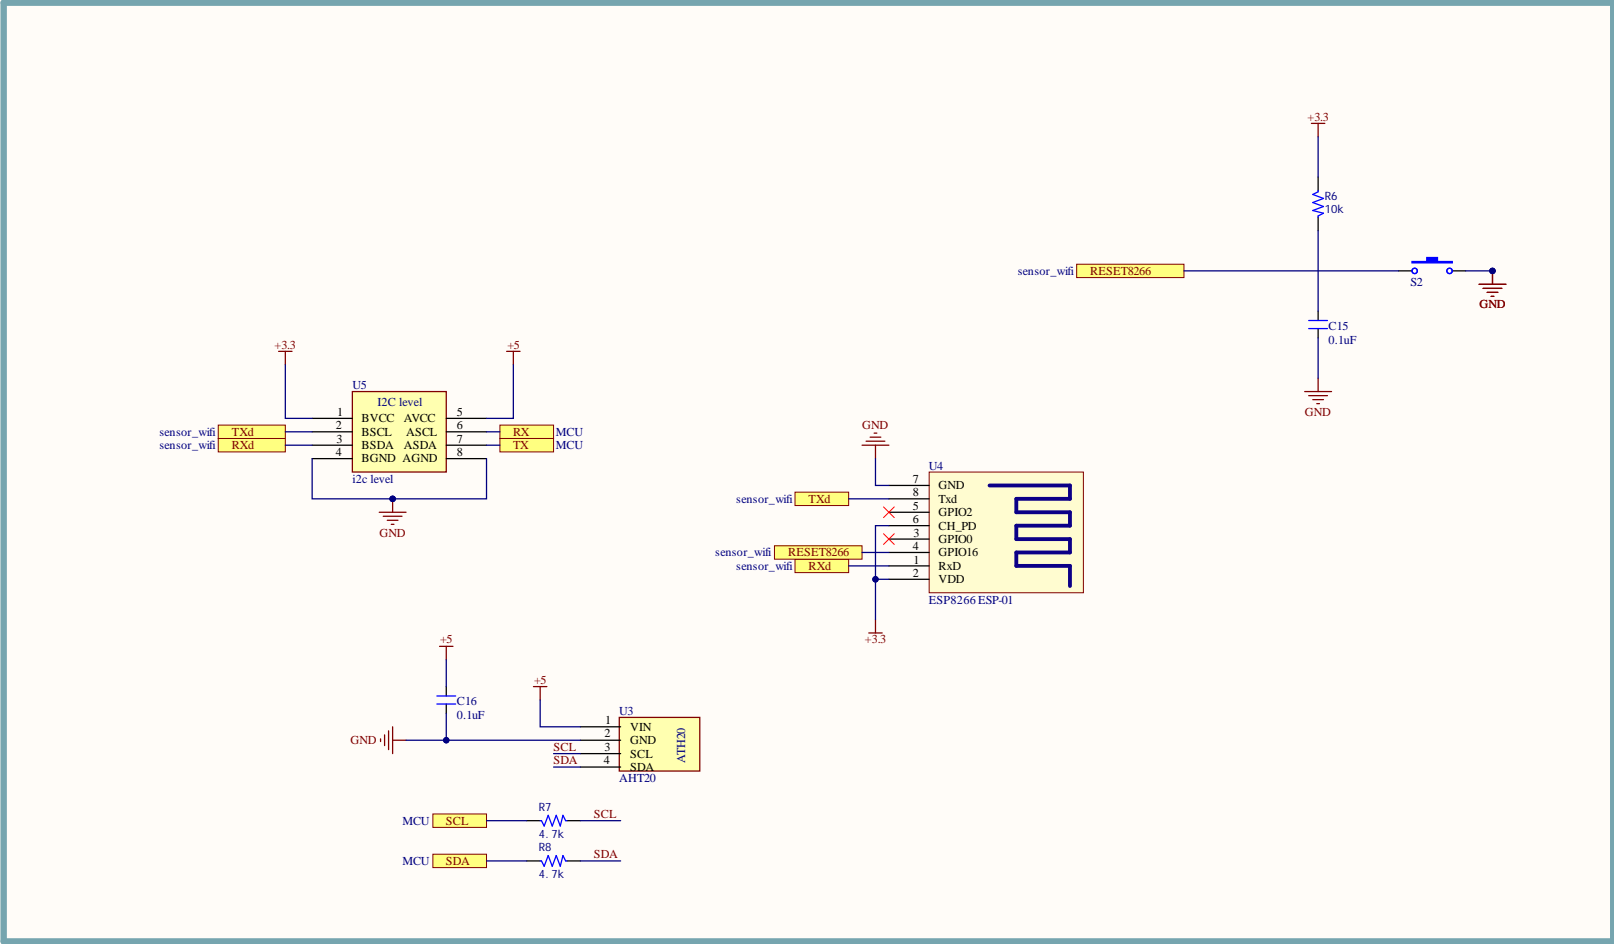 +3.3
R6
10k
sensor_wifi RESET8266
S2
GND
C15
0.1uF
GND
+3.3
+5
U5
I2C level
1 BVCC AVCC 5
2 BSCL ASCL 6
3 BSDA ASDA 7
4 BGND AGND 8
sensor_wifi TXd
sensor_wifi RXd
RX MCU
TX MCU
i2c level
GND
GND
U4
7 GND
sensor_wifi TXd 8 Txd
5 GPIO2
6 CH_PD
3 GPIO0
sensor_wifi RESET8266 4 GPIO16
sensor_wifi RXd 1 RxD
2 VDD
ESP8266 ESP-01
+3.3
+5
C16
0.1uF
GND
+5
U3
1 VIN
2 GND
SCL 3 SCL
SDA 4 SDA
ATH20
AHT20
R7
MCU SCL SCL
4.7k
R8
MCU SDA SDA
4.7k